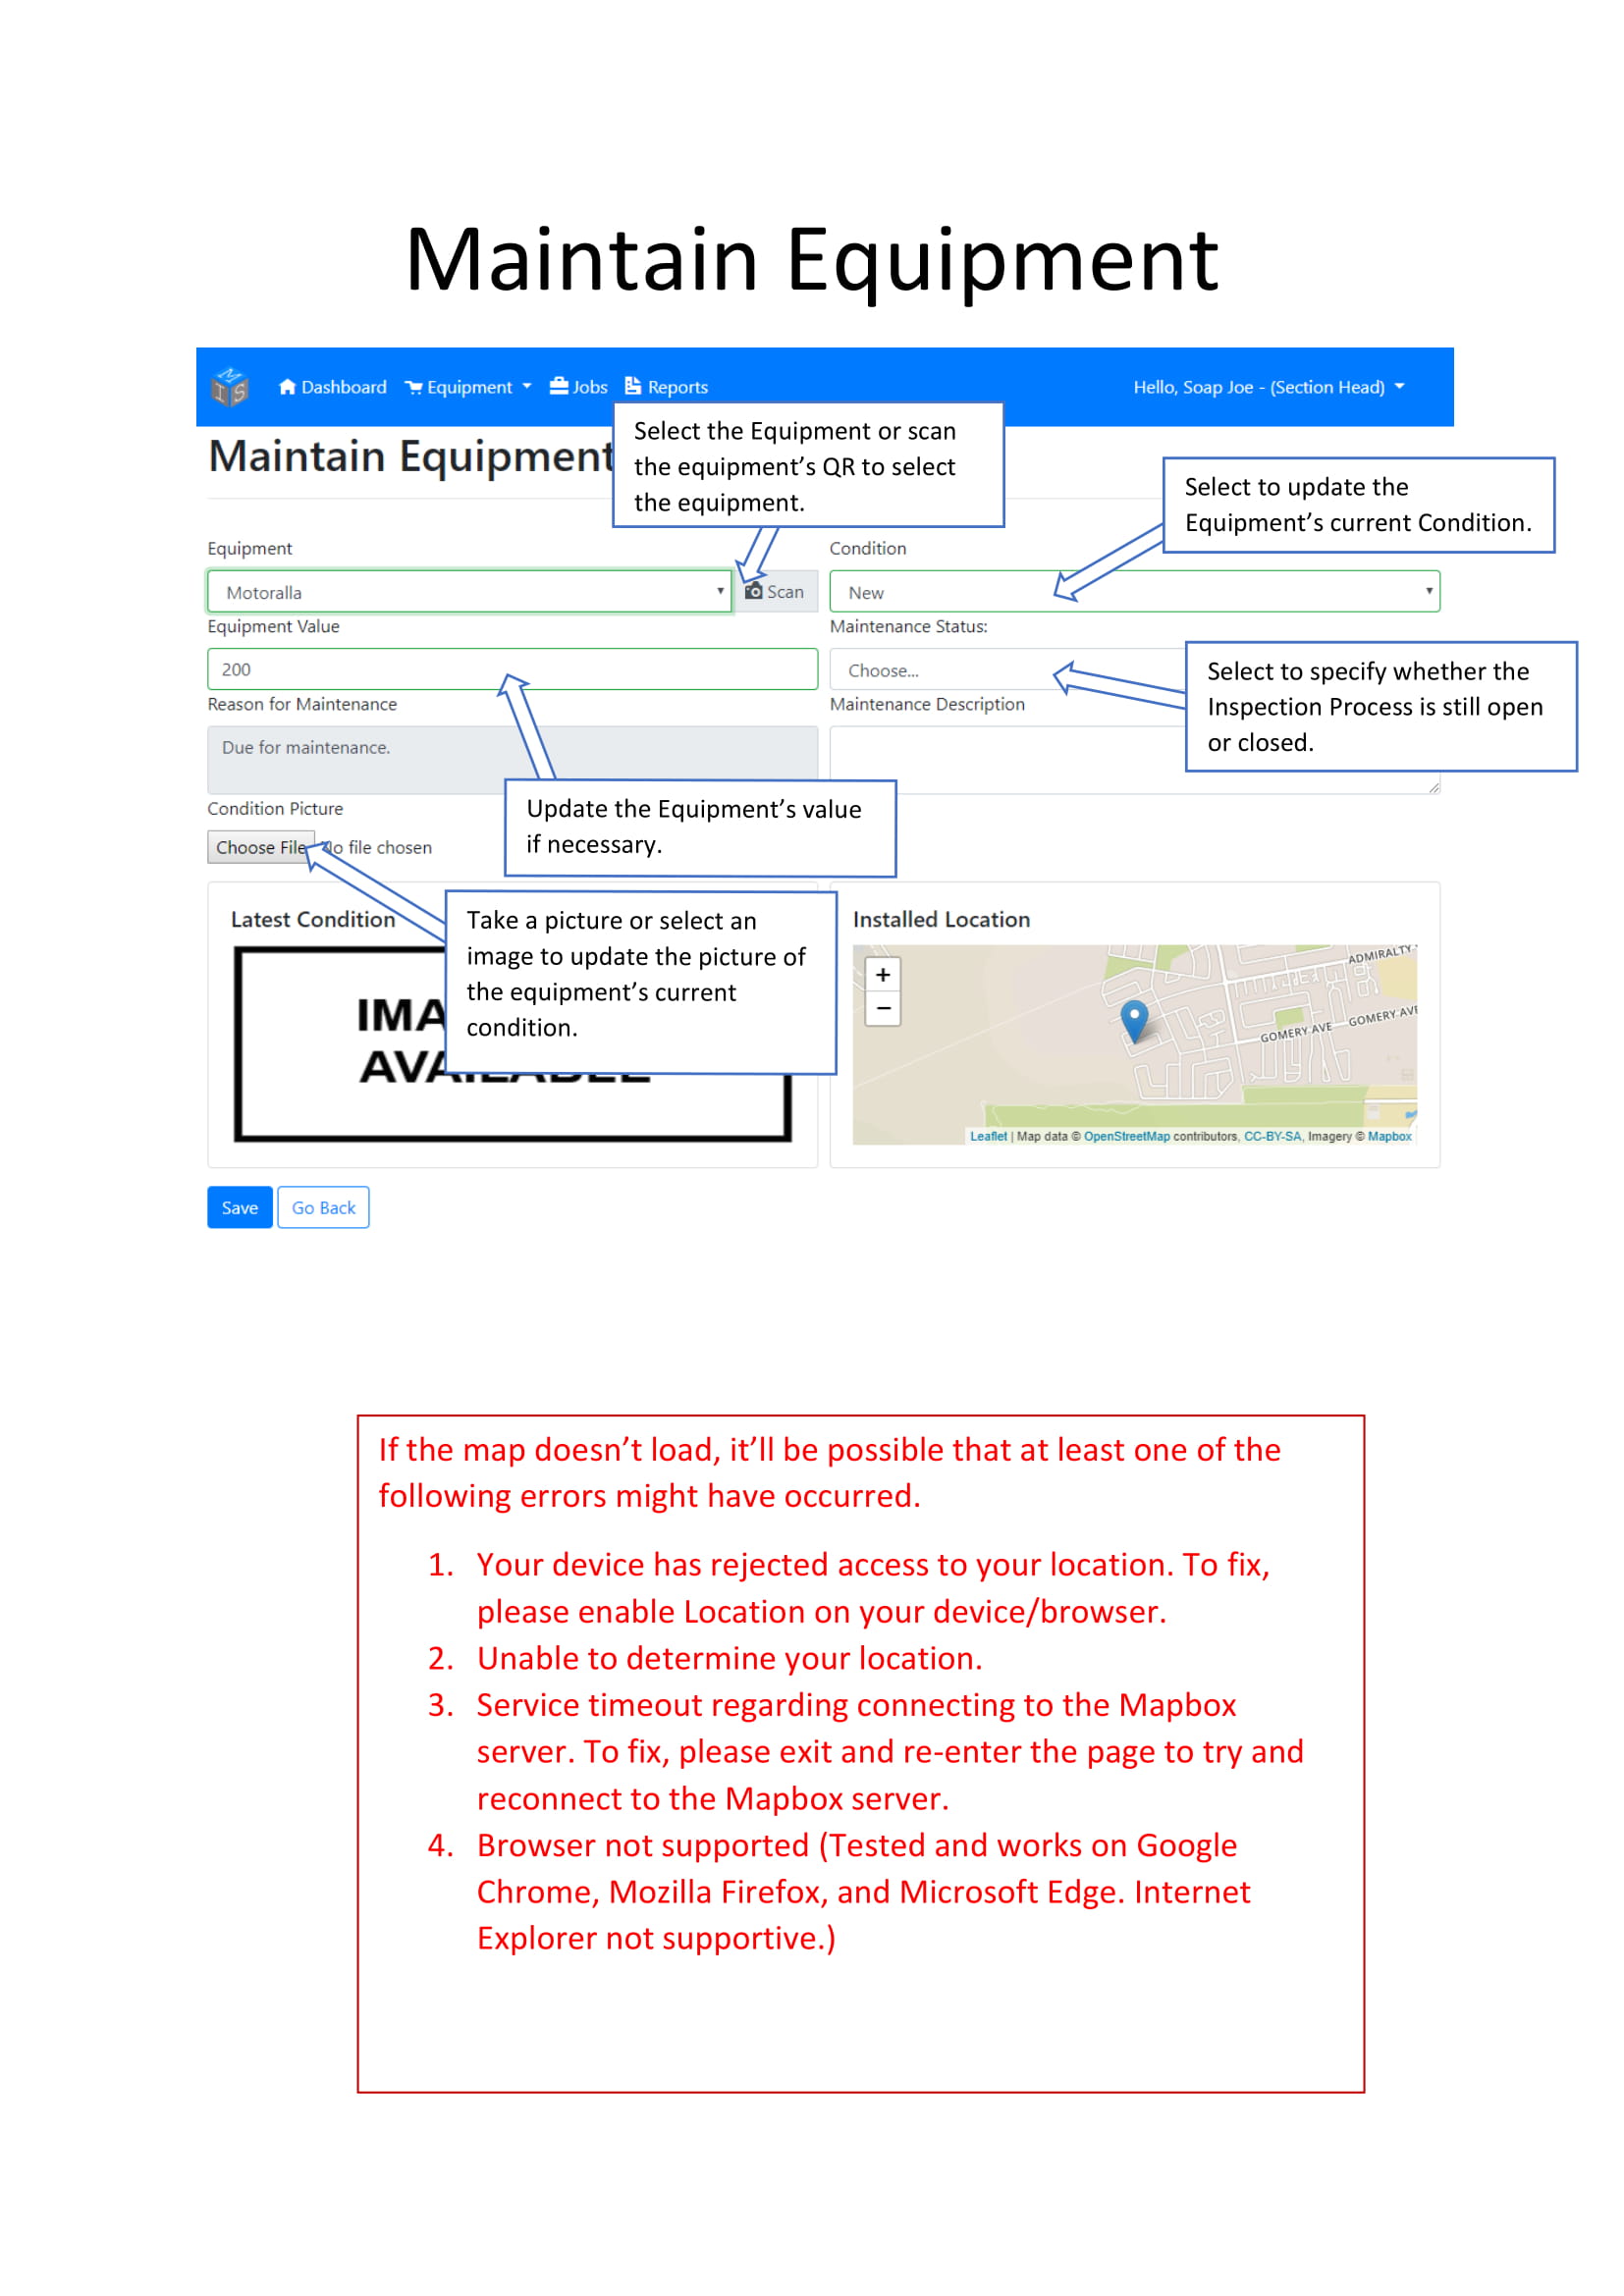 Maintain Equipment
MIS
Dashboard Equipment Jobs Reports Hello, Soap Joe - (Section Head)
Maintain Equipment
Select the Equipment or scan
the equipment's QR to select
the equipment.
Select to update the
Equipment's current Condition.
Equipment
Condition
Motoralla
Scan
New
Equipment Value
Maintenance Status:
200
Choose...
Select to specify whether the
Inspection Process is still open
or closed.
Reason for Maintenance
Maintenance Description
Due for maintenance.
Update the Equipment's value
if necessary.
Condition Picture
Choose File
file chosen
Latest Condition
Take a picture or select an
image to update the picture of
the equipment's current
condition.
Installed Location
+
−
ADMIRALTY
GOMERY AVE
GOMERY AVE
Leaflet | Map data © OpenStreetMap contributors, CC-BY-SA, Imagery © Mapbox
Save Go Back
If the map doesn't load, it'll be possible that at least one of the
following errors might have occurred.
1. Your device has rejected access to your location. To fix,
please enable Location on your device/browser.
2. Unable to determine your location.
3. Service timeout regarding connecting to the Mapbox
server. To fix, please exit and re-enter the page to try and
reconnect to the Mapbox server.
4. Browser not supported (Tested and works on Google
Chrome, Mozilla Firefox, and Microsoft Edge. Internet
Explorer not supportive.)